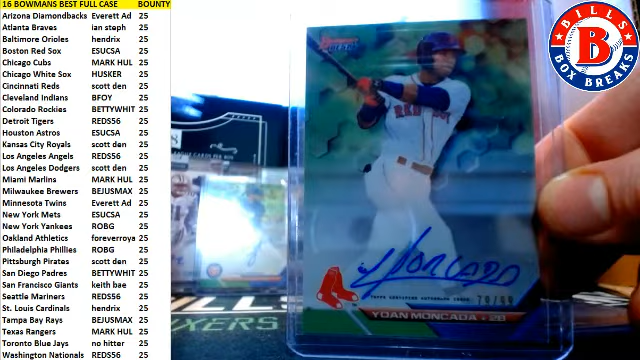 16 BOWMANS BEST FULL CASE BOUNTY
Arizona Diamondbacks Everett Ad 25
Atlanta Braves ian steph 25
Baltimore Orioles hendrix 25
Boston Red Sox ESUCSA 25
Chicago Cubs MARK HUL 25
Chicago White Sox HUSKER 25
Cincinnati Reds scott den 25
Cleveland Indians BFOY 25
Colorado Rockies BETTYWHIT 25
Detroit Tigers REDS56 25
Houston Astros ESUCSA 25
Kansas City Royals scott den 25
Los Angeles Angels REDS56 25
Los Angeles Dodgers scott den 25
Miami Marlins MARK HUL 25
Milwaukee Brewers BEJUSMAX 25
Minnesota Twins Everett Ad 25
New York Mets ESUCSA 25
New York Yankees ROBG 25
Oakland Athletics foreverroya 25
Philadelphia Phillies ROBG 25
Pittsburgh Pirates scott den 25
San Diego Padres BETTYWHIT 25
San Francisco Giants keith bae 25
Seattle Mariners REDS56 25
St. Louis Cardinals hendrix 25
Tampa Bay Rays BEJUSMAX 25
Texas Rangers MARK HUL 25
Toronto Blue Jays no hitter 25
Washington Nationals REDS56 25
BILLS
B
BOX BREAKS
RED SOX
Y Moncada
TOPPS CERTIFIED AUTOGRAPH ISSUE
YOAN MONCADA • 2B